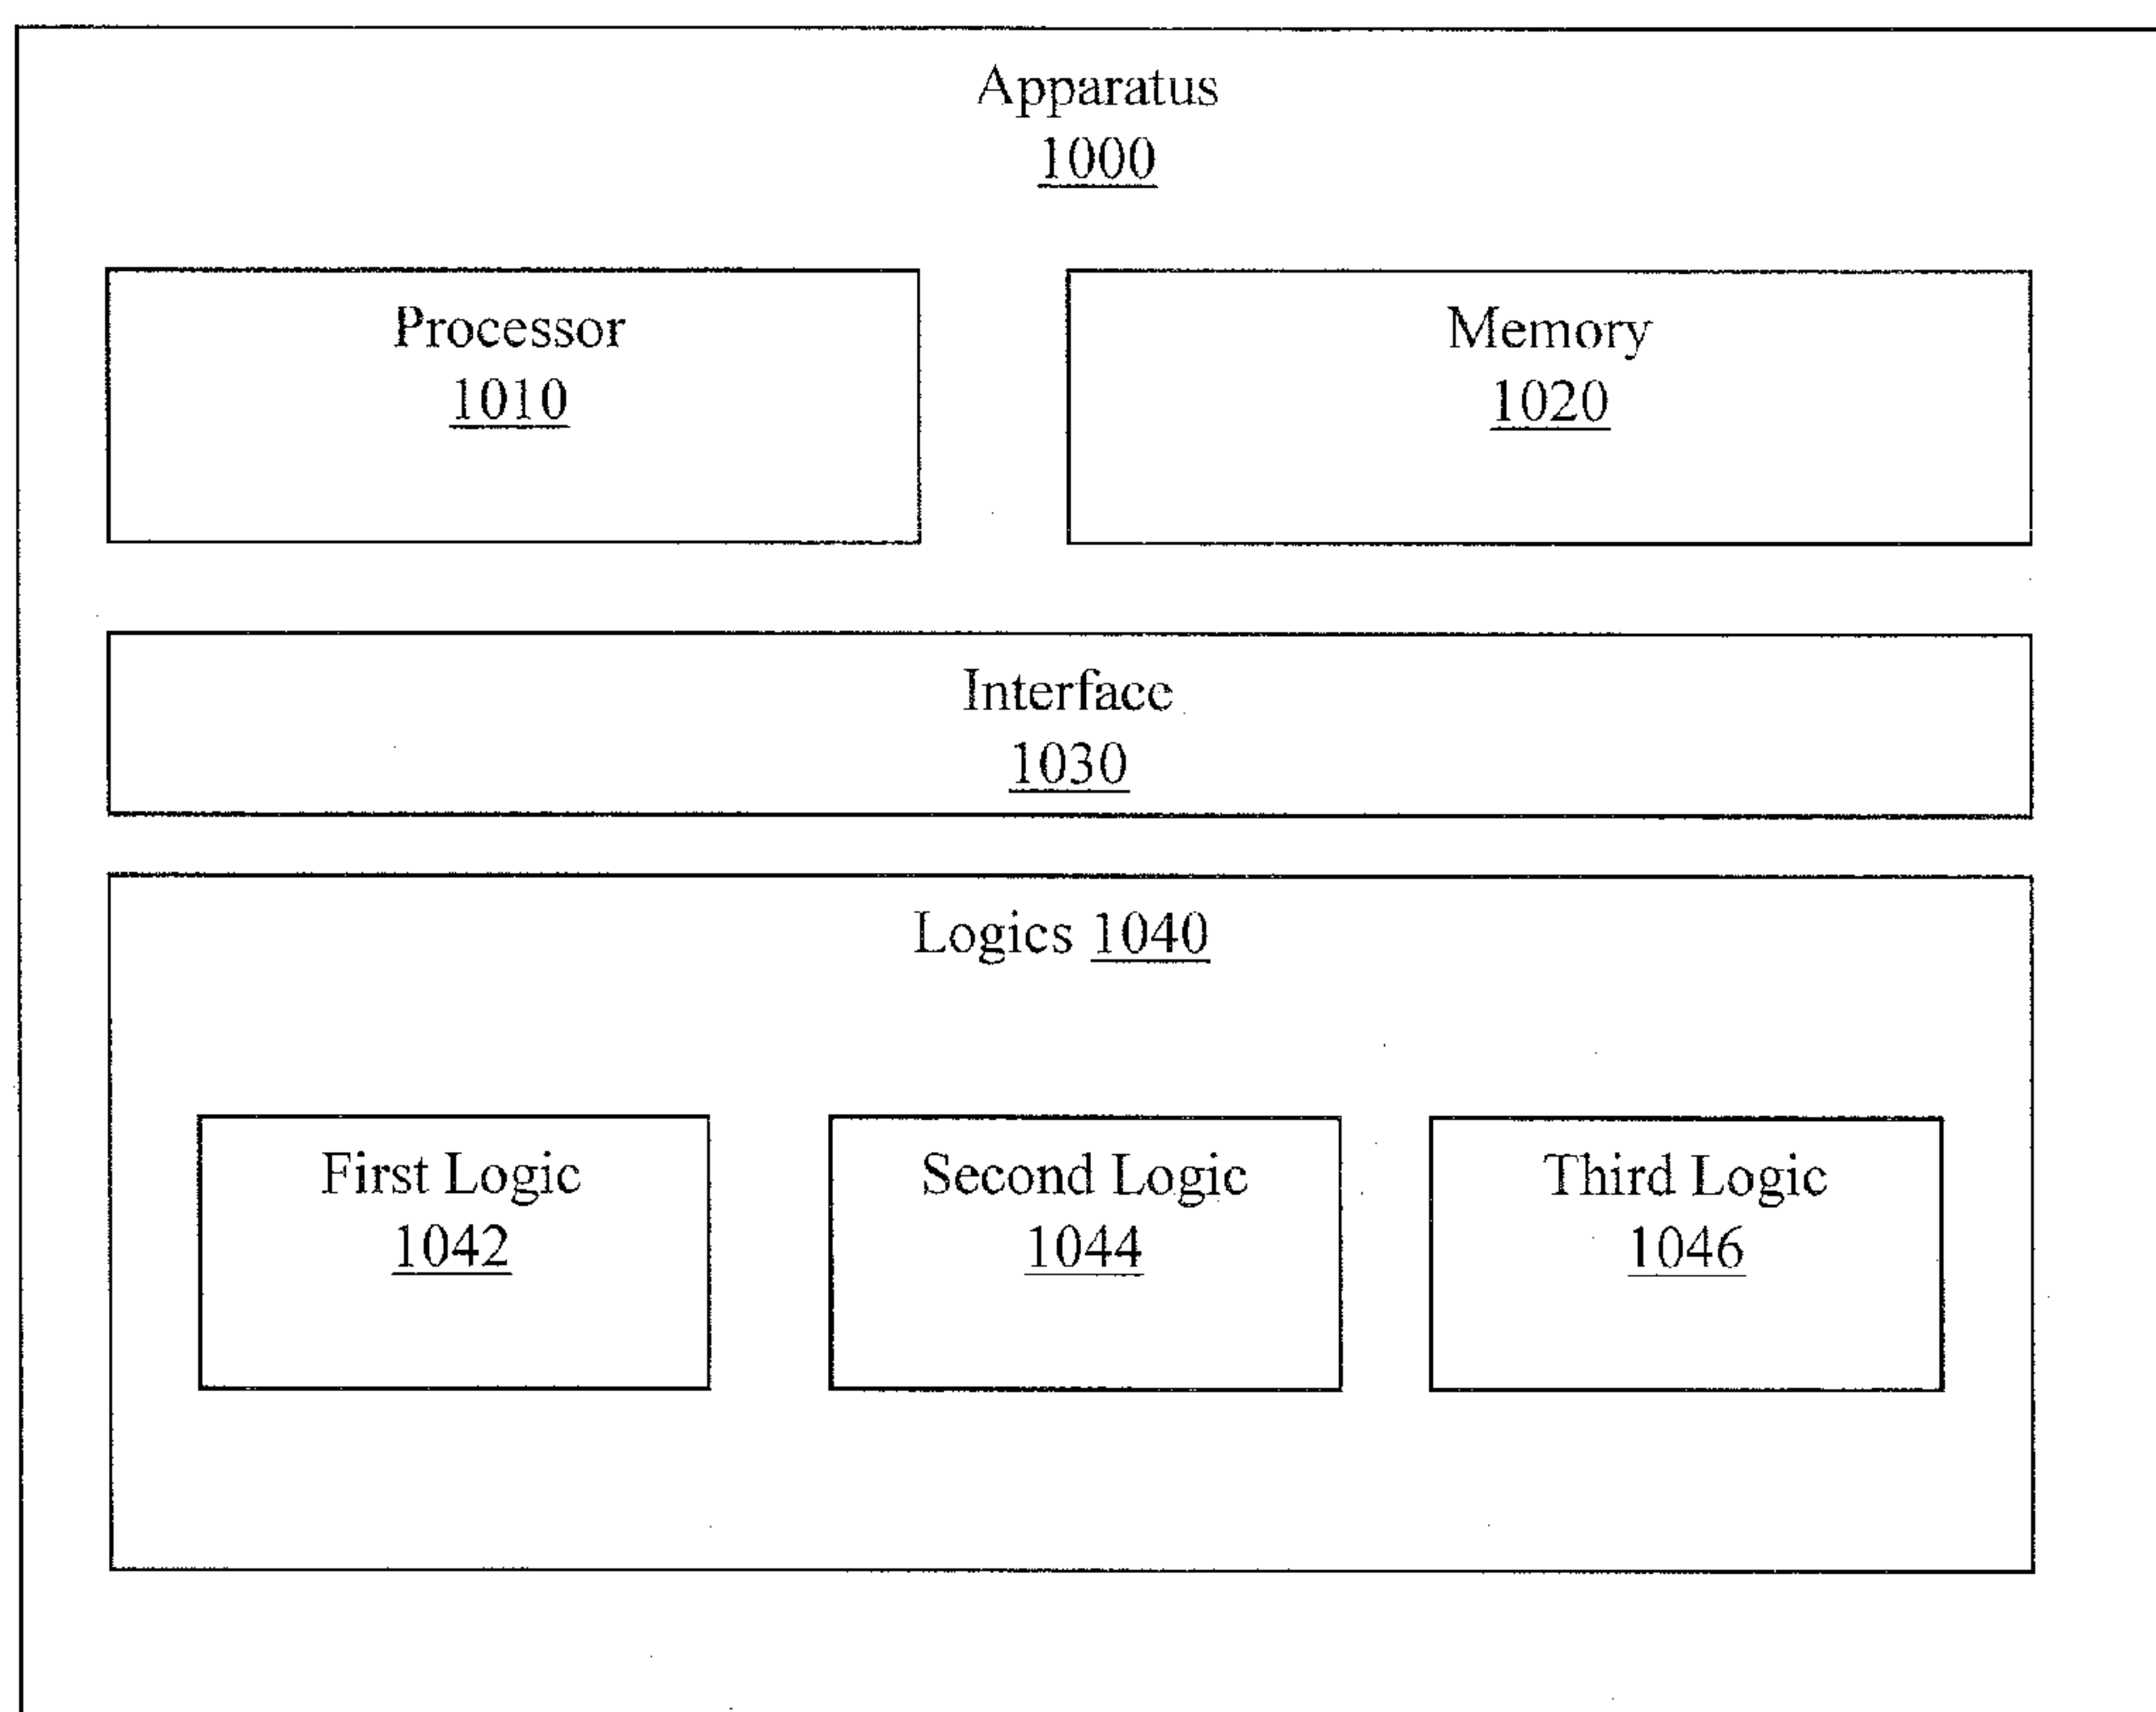 Apparatus
1000
Processor
1010
Memory
1020
Interface
1030
Logics 1040
First Logic
1042
Second Logic
1044
Third Logic
1046